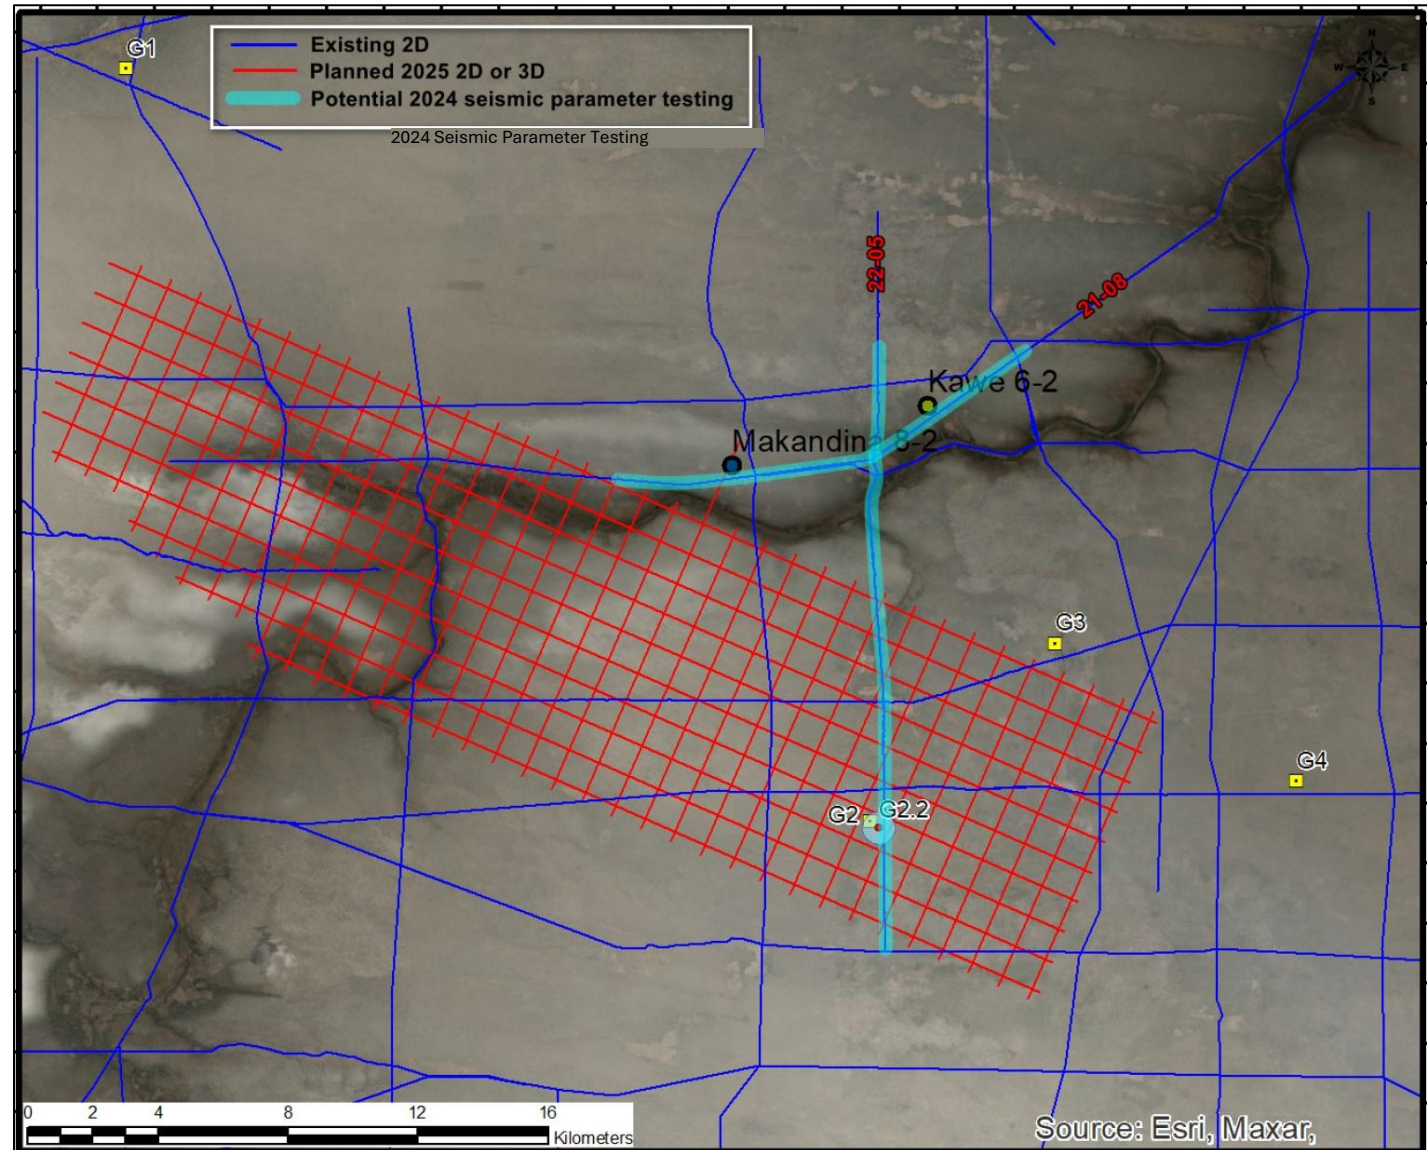 G1
Existing 2D
Planned 2025 2D or 3D
Potential 2024 seismic parameter testing
2024 Seismic Parameter Testing
N
W E
S
22-05
21-08
Kawe 6-2
Makandina 8-2
G3
G4
G2 G2.2
0 2 4 8 12 16
Kilometers
Source: Esri, Maxar,